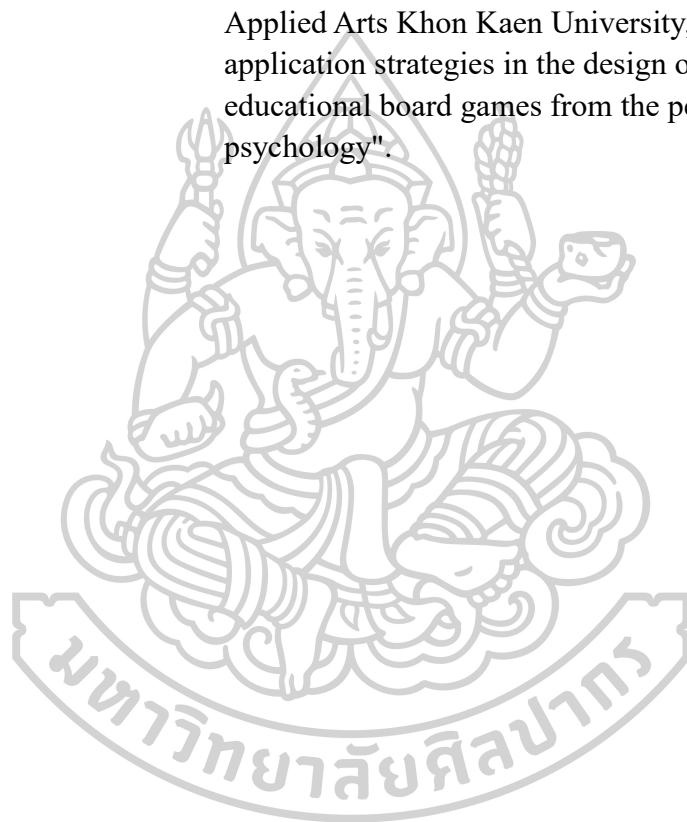 Applied Arts Khon Kaen University,
application strategies in the design o
educational board games from the p
psychology".
มหาวิทยาลัยศิลปากร